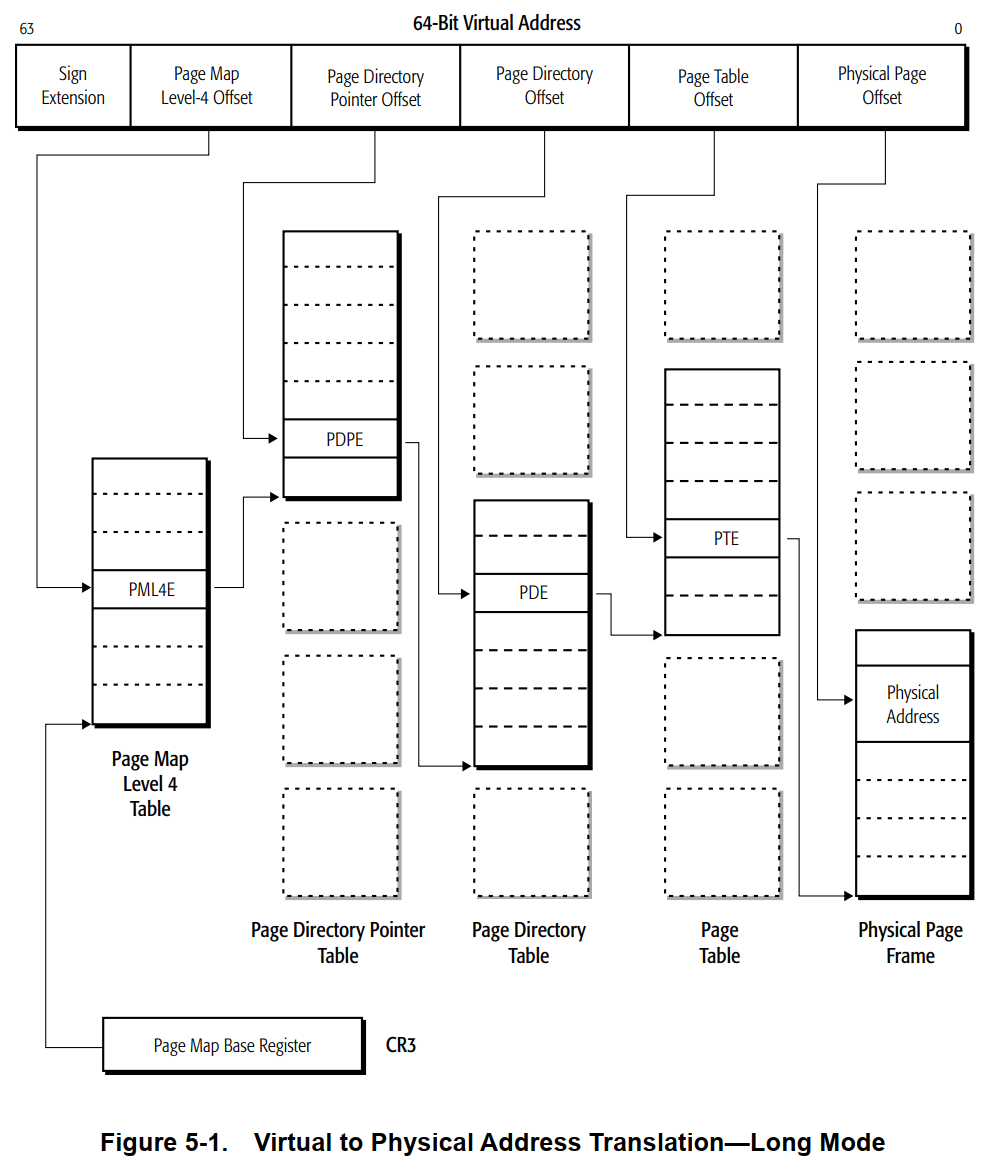 64-Bit Virtual Address
63
0
Sign
Extension
Page Map
Level-4 Offset
Page Directory
Pointer Offset
Page Directory
Offset
Page Table
Offset
Physical Page
Offset
PDPE
PTE
PML4E
PDE
Physical
Address
Page Map
Level 4
Table
Page Directory Pointer
Table
Page Directory
Table
Page
Table
Physical Page
Frame
Page Map Base Register
CR3
Figure 5-1. Virtual to Physical Address Translation—Long Mode